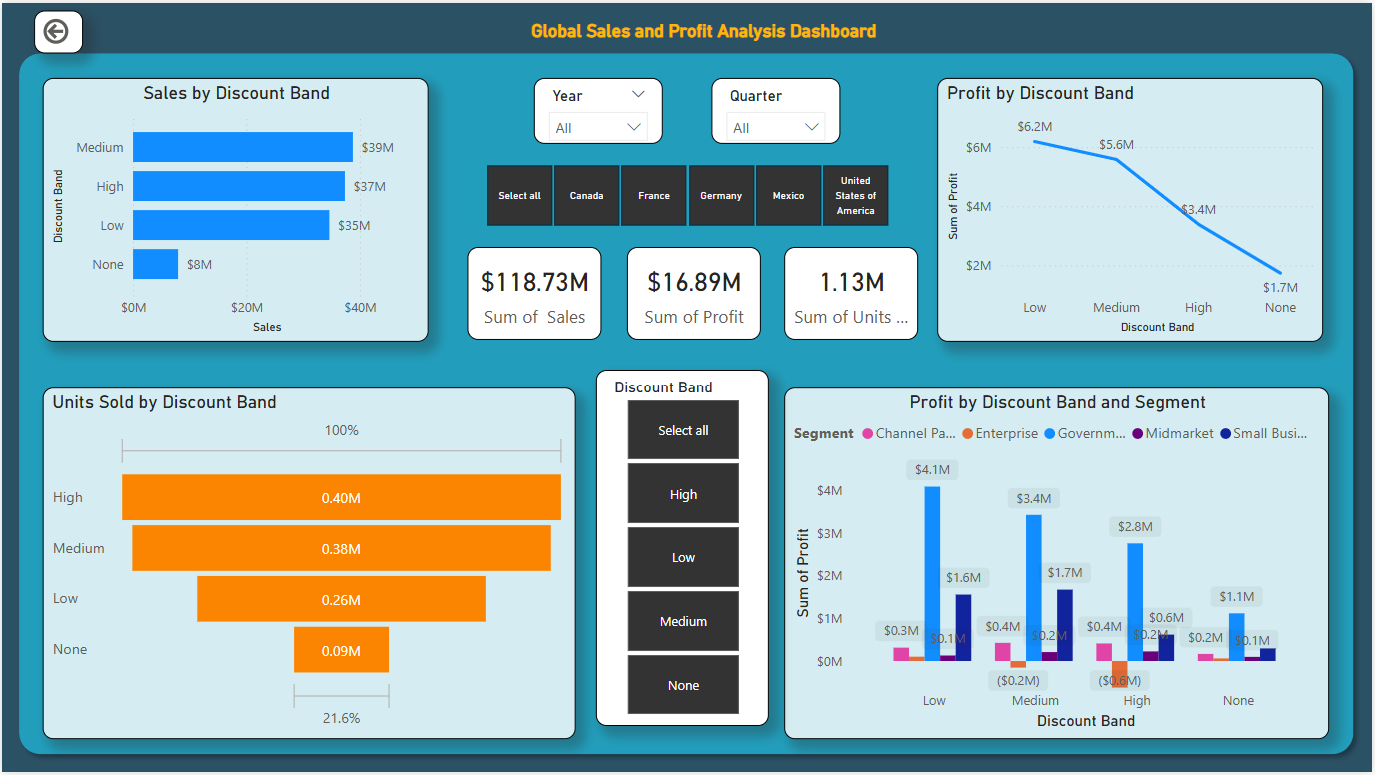 Global Sales and Profit Analysis Dashboard
Sales by Discount Band
Discount Band
Medium
$39M
High
$37M
Low
$35M
None
$8M
$0M
$20M
$40M
Sales
Year
All
Quarter
All
Select all
Canada
France
Germany
Mexico
United
States of
America
$118.73M
Sum of Sales
$16.89M
Sum of Profit
1.13M
Sum of Units ...
Profit by Discount Band
Sum of Profit
$6M
$4M
$2M
$6.2M
$5.6M
$3.4M
$1.7M
Low
Medium
High
None
Discount Band
Units Sold by Discount Band
100%
High
0.40M
Medium
0.38M
Low
0.26M
None
0.09M
21.6%
Discount Band
Select all
High
Low
Medium
None
Profit by Discount Band and Segment
Segment Channel Pa... Enterprise Governm... Midmarket Small Busi...
Sum of Profit
$4M
$3M
$2M
$1M
$0M
$0.3M
$4.1M
$0.1M
$1.6M
$0.4M
($0.2M)
$3.4M
$0.2M
$1.7M
$0.4M
($0.6M)
$2.8M
$0.2M
$0.6M
$0.2M
$1.1M
$0.1M
Low
Medium
High
None
Discount Band